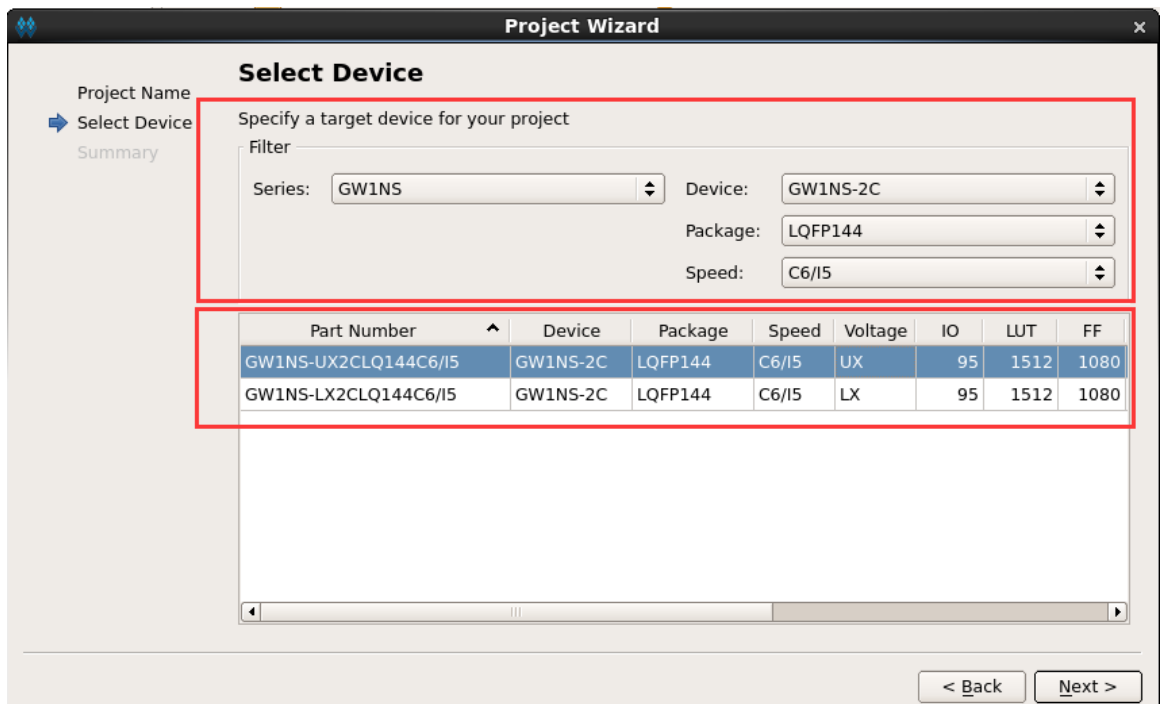 Project Wizard
Project Name
Select Device
Summary
Select Device
Specify a target device for your project
Filter
Series: GW1NS Device: GW1NS-2C
Package: LQFP144
Speed: C6/I5
Part Number Device Package Speed Voltage IO LUT FF
GW1NS-UX2CLQ144C6/I5 GW1NS-2C LQFP144 C6/I5 UX 95 1512 1080
GW1NS-LX2CLQ144C6/I5 GW1NS-2C LQFP144 C6/I5 LX 95 1512 1080
< Back Next >